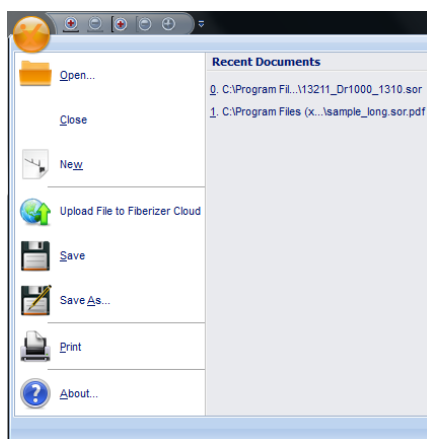 Recent Documents
Open...
0. C:\Program Fil...\13211_Dr1000_1310.sor
Close
1. C:\Program Files (x...\sample_long.sor.pdf
New
Upload File to Fiberizer Cloud
Save
Save As...
Print
About...